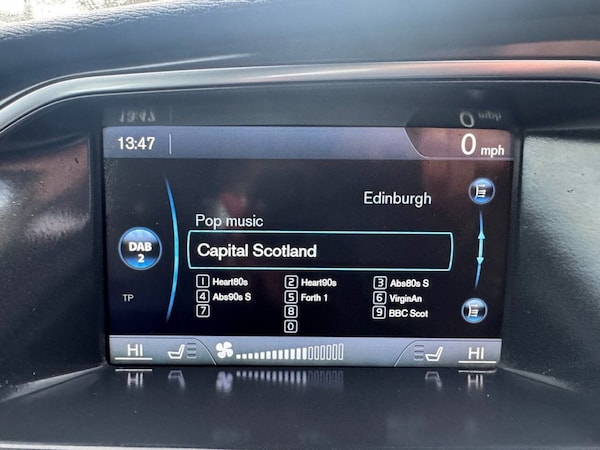 13:47
0 mph
Edinburgh
Pop music
DAB 2
Capital Scotland
1 Heart80s 2 Heart90s 3 Abs80s S
4 Abs90s S 5 Forth 1 6 VirginAn
7 8 9 BBC Scot
0
TP
HI HI